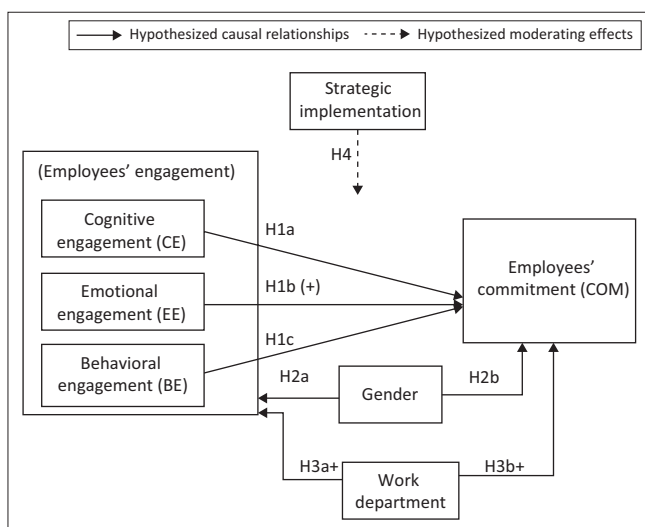 Hypothesized causal relationships
Hypothesized moderating effects
Strategic
implementation
H4
(Employees’ engagement)
Cognitive
engagement (CE)
H1a
Emotional
engagement (EE)
H1b (+)
Employees’
commitment (COM)
Behavioral
engagement (BE)
H1c
H2a
Gender
H2b
H3a+
Work
department
H3b+